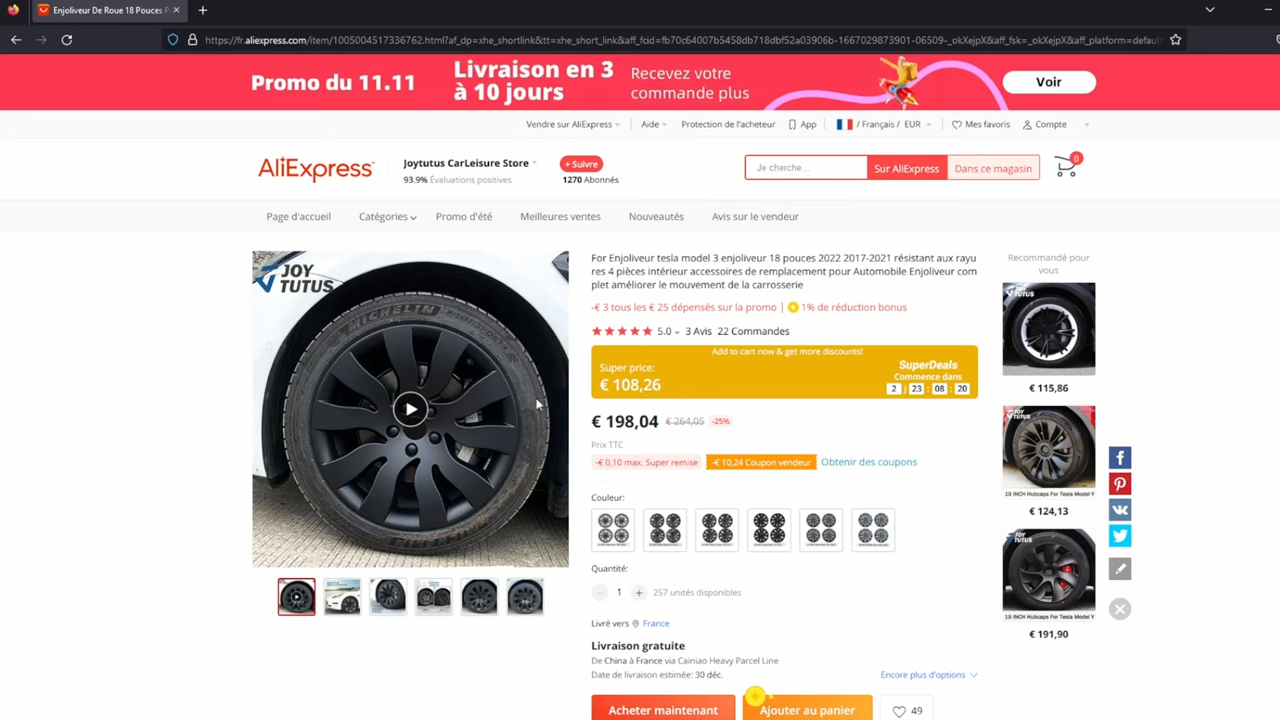 Enjoliveur De Roue 18 Pouces P
https://fr.aliexpress.com/item/1005004517336762.html?af_dp=xhe_shortlink&tt=xhe_short_link&aff_fcid=fb70c64007b5458db718dbf52a03906b-1667029873901-06509-_okXejpX&aff_fsk=_okXejpX&aff_platform=defaul
Promo du 11.11
Livraison en 3
à 10 jours
Recevez votre
commande plus
Voir
Vendre sur AliExpress
Aide
Protection de l'acheteur
App
/ Français / EUR
Mes favoris
Compte
AliExpress
Joytutus CarLeisure Store
93.9% Évaluations positives
+ Suivre
1270 Abonnés
Je cherche...
Sur AliExpress
Dans ce magasin
0
Page d'accueil
Catégories
Promo d'été
Meilleures ventes
Nouveautés
Avis sur le vendeur
JOY
TUTUS
MICHELIN
For Enjoliveur tesla model 3 enjoliveur 18 pouces 2022 2017-2021 résistant aux rayu
res 4 pièces intérieur accessoires de remplacement pour Automobile Enjoliveur com
plet améliorer le mouvement de la carrosserie
-€ 3 tous les € 25 dépensés sur la promo
1% de réduction bonus
5.0
3 Avis
22 Commandes
Add to cart now & get more discounts!
Super price:
€ 108,26
SuperDeals
Commence dans
2 j 23 : 08 : 20
€ 198,04
€ 264,05
-25%
Prix TTC
-€ 0,10 max. Super remise
-€ 10,24 Coupon vendeur
Obtenir des coupons
Couleur:
Quantité:
1
257 unités disponibles
Livré vers
France
Livraison gratuite
De China à France via Cainiao Heavy Parcel Line
Date de livraison estimée: 30 déc.
Encore plus d'options
Acheter maintenant
Ajouter au panier
49
Recommandé pour
vous
JOY TUTUS
€ 115,86
JOY TUTUS
19 INCH Hubcaps For Tesla Model Y
€ 124,13
JOY TUTUS
19 INCH Hubcaps For Tesla Model Y
€ 191,90